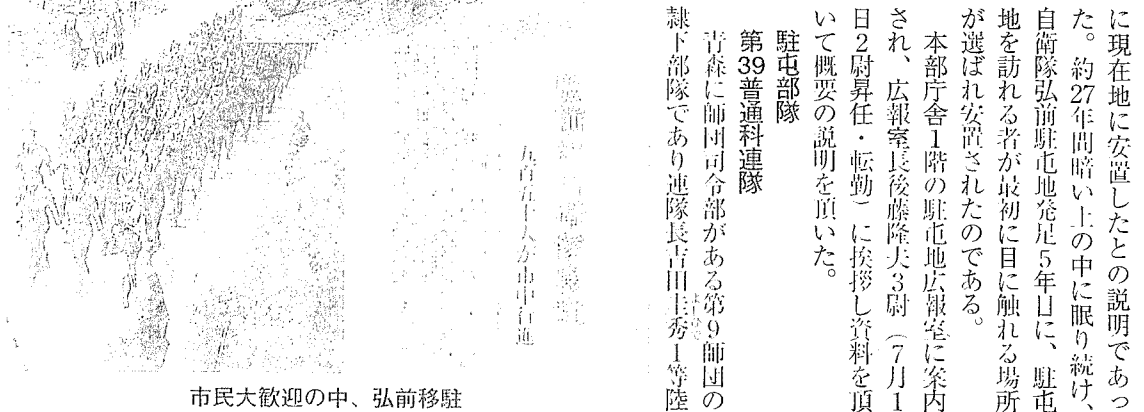 に現在地に安置したとの説明であっ
た。約27年間暗い土の中に眠り続け、
自衛隊弘前駐屯地発足5年目に、駐屯
地を訪れる者が最初に目に触れる場所
が選ばれ安置されたのである。
本部庁舎1階の駐屯地広報室に案内
され、広報室長後藤隆夫3尉(7月1
日2尉昇任・転勤)に挨拶し資料を頂
いて概要の説明を頂いた。
駐屯部隊
第39普通科連隊
青森に師団司令部がある第9師団の
隷下部隊であり連隊長吉田圭秀1等陸
九百五十人が市中行進
市民大歓迎の中、弘前移駐